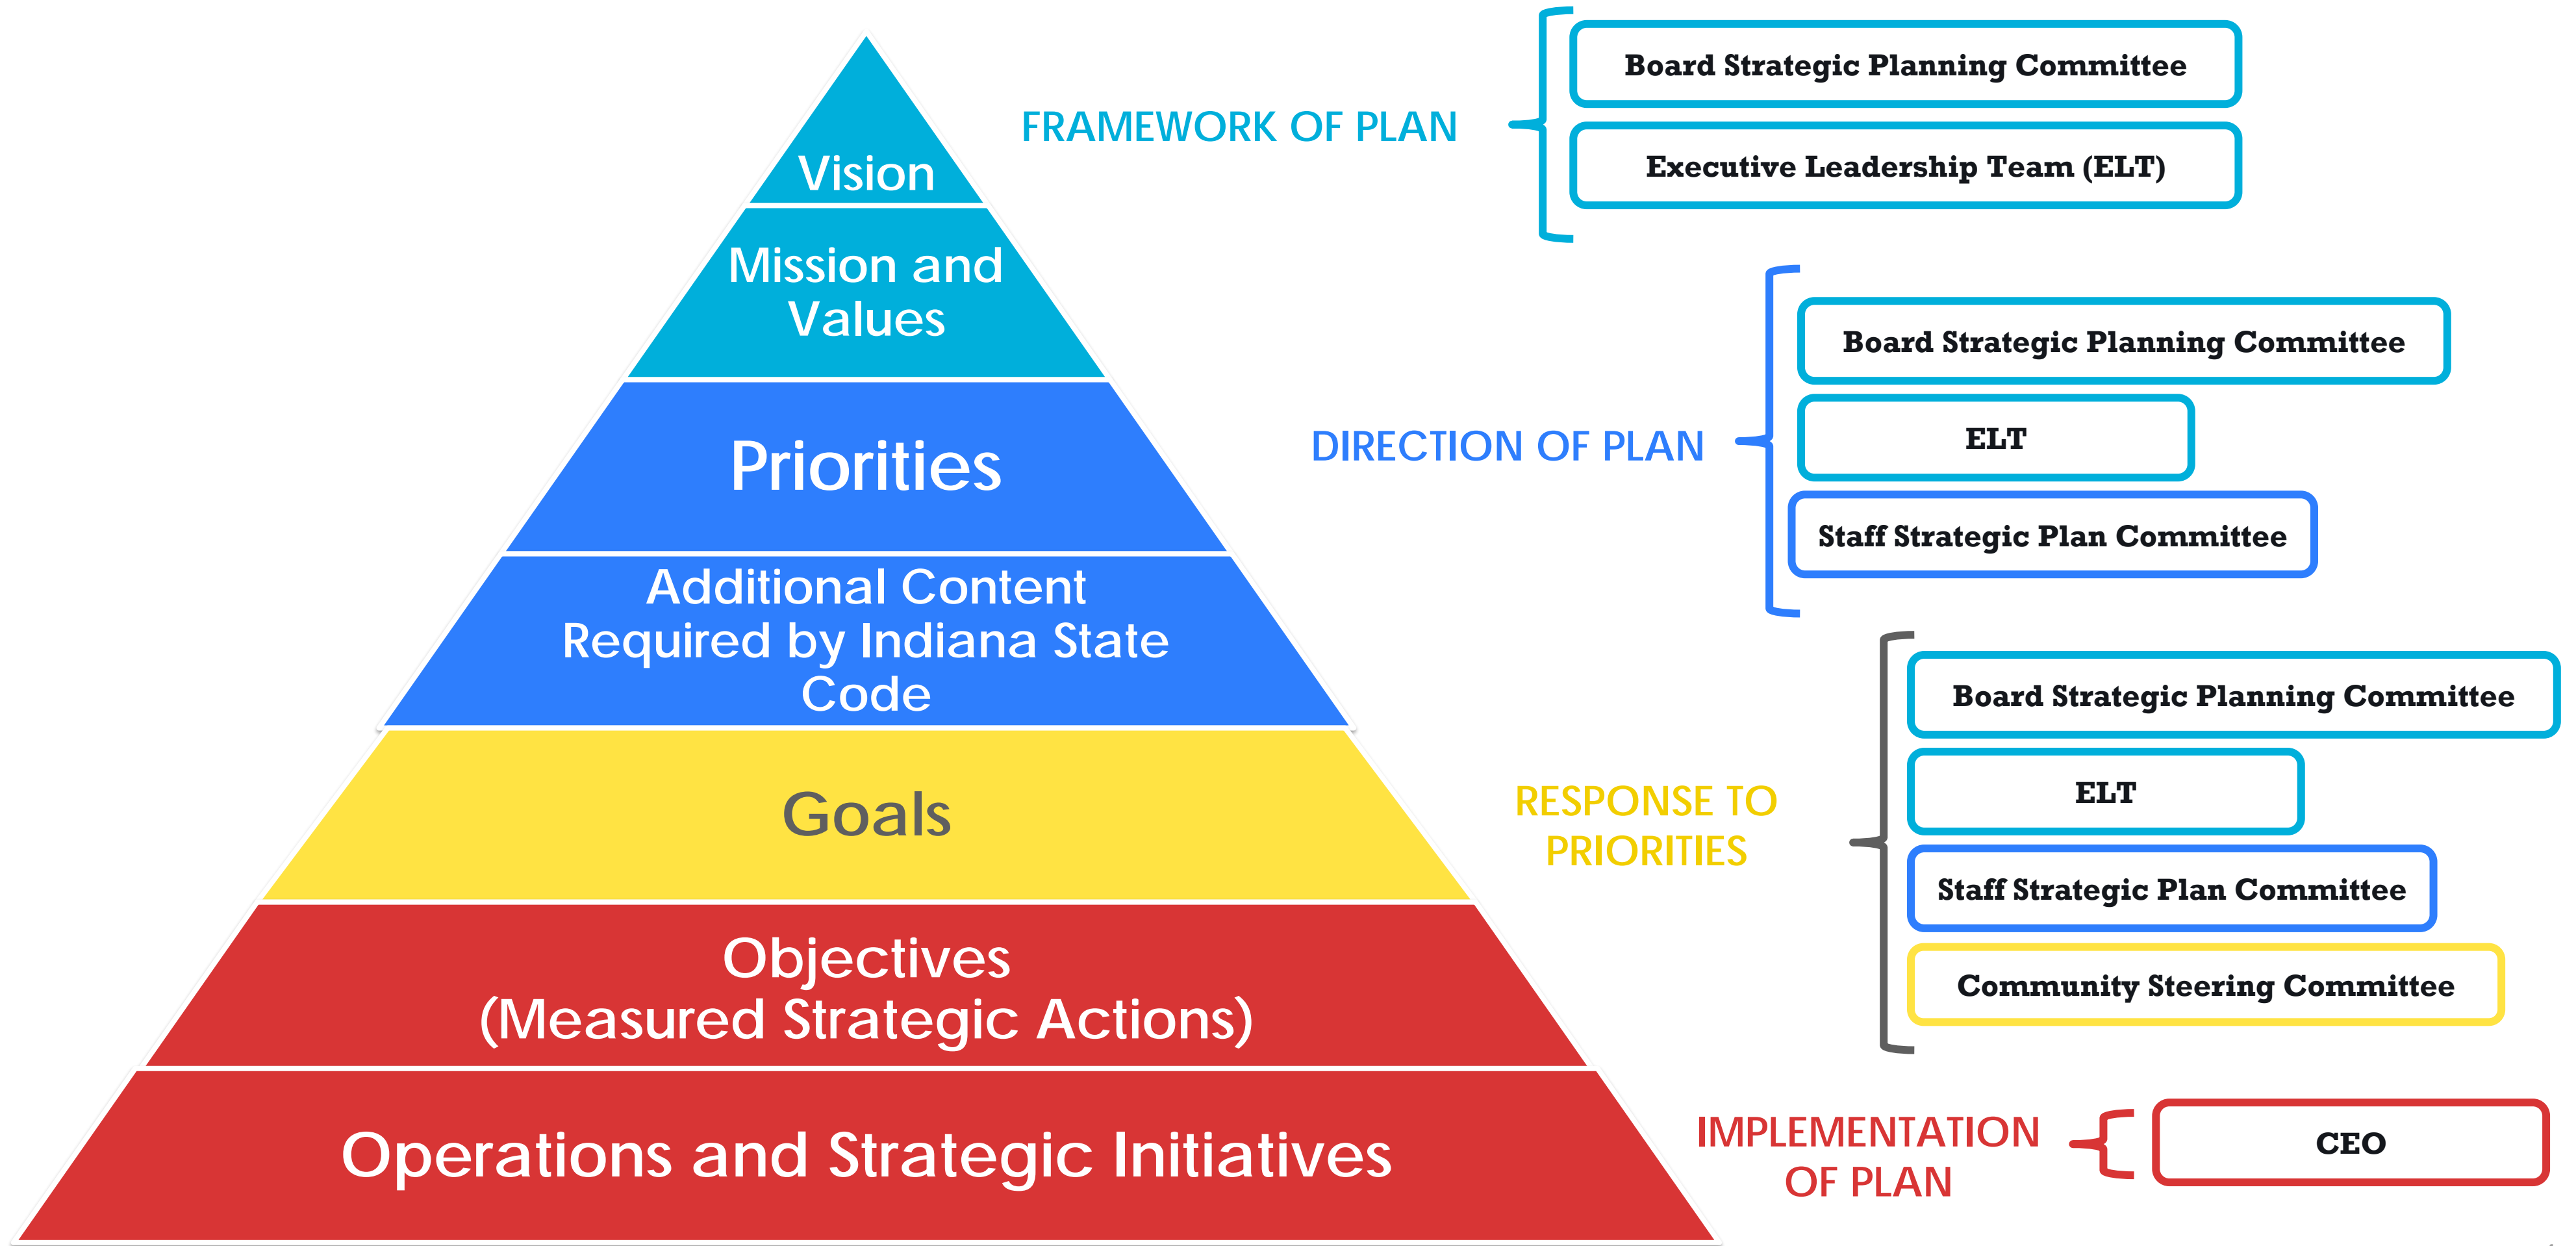 Vision
Mission and
Values
Priorities
Additional Content
Required by Indiana State
Code
Goals
Objectives
(Measured Strategic Actions)
Operations and Strategic Initiatives
FRAMEWORK OF PLAN
Board Strategic Planning Committee
Executive Leadership Team (ELT)
DIRECTION OF PLAN
Board Strategic Planning Committee
ELT
Staff Strategic Plan Committee
RESPONSE TO
PRIORITIES
Board Strategic Planning Committee
ELT
Staff Strategic Plan Committee
Community Steering Committee
IMPLEMENTATION
OF PLAN
CEO